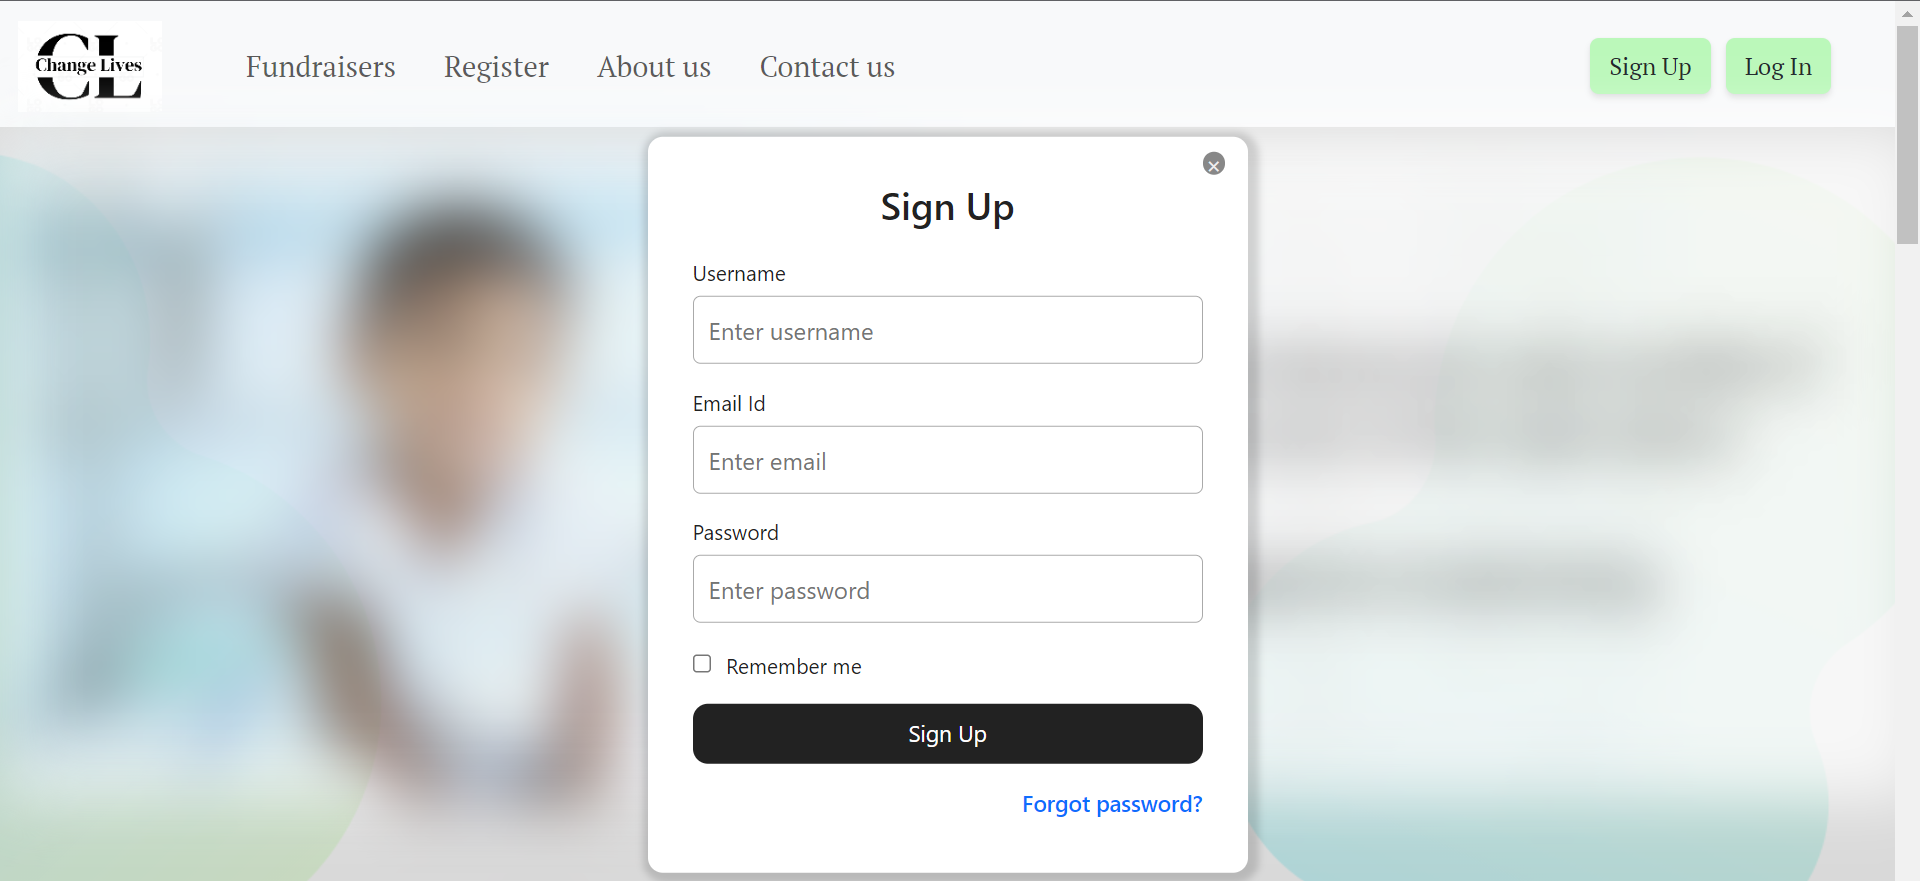 CL
Change Lives
Fundraisers Register About us Contact us Sign Up Log In
Sign Up
Username
Enter username
Email Id
Enter email
Password
Enter password
Remember me
Sign Up
Forgot password?